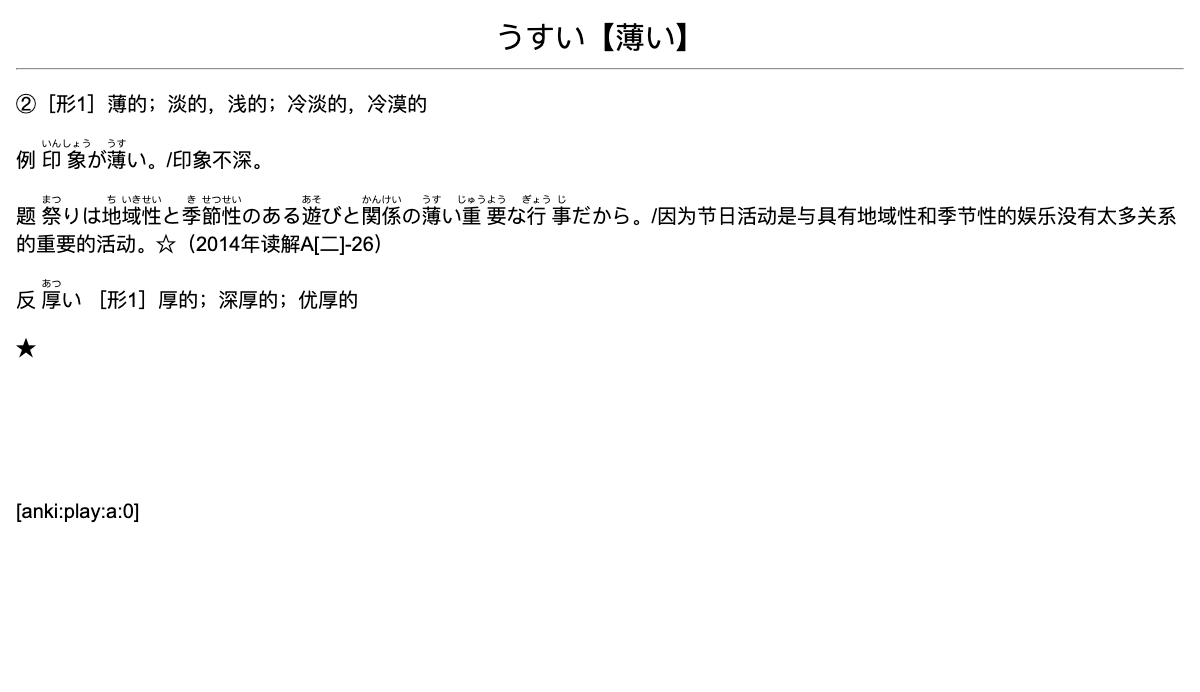 うすい【薄い】
②［形1］薄的；淡的，浅的；冷淡的，冷漠的
いんしょう うす
例 印象が薄い。/印象不深。
まつ ちいきせい きせつせい あそ かんけい うす じゅうよう ぎょうじ
题 祭りは地域性と季節性のある遊びと関係の薄い重要な行事だから。/因为节日活动是与具有地域性和季节性的娱乐没有太多关系
的重要的活动。☆（2014年读解A[二]-26）
あつ
反 厚い ［形1］厚的；深厚的；优厚的
★
[anki:play:a:0]